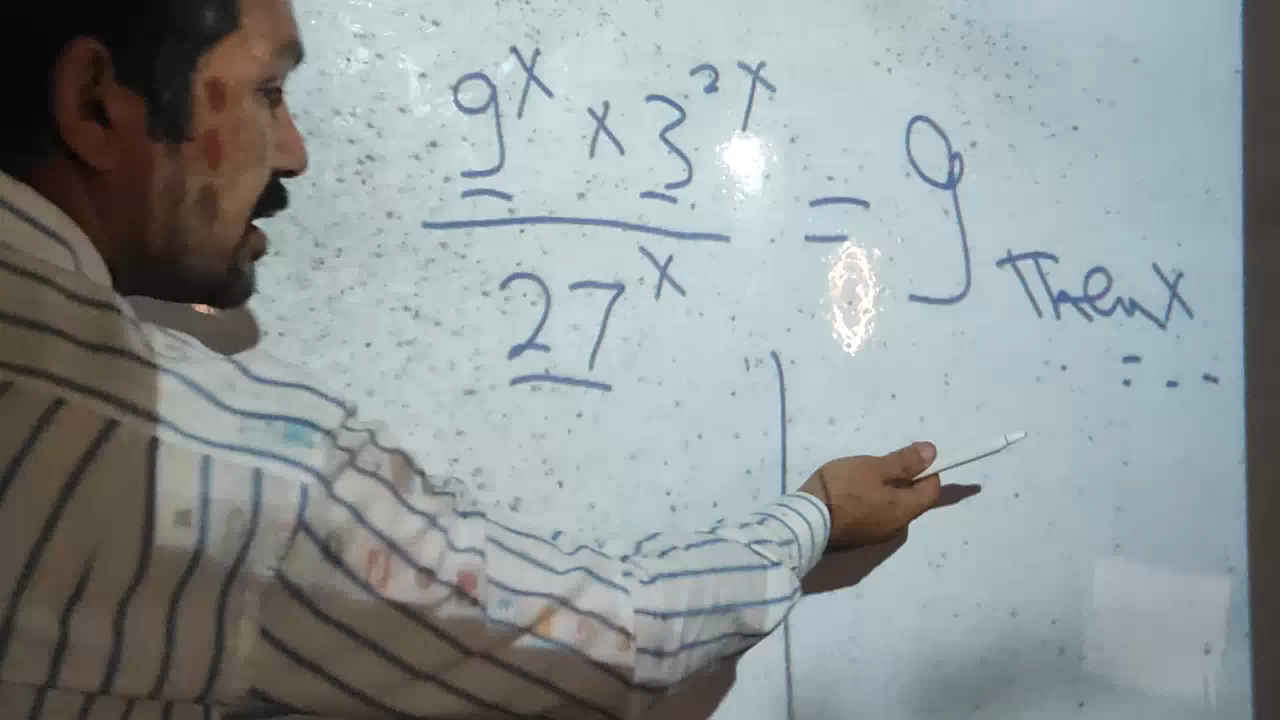 9^x × 3^2x
27^x
= 9
Then x
= ...